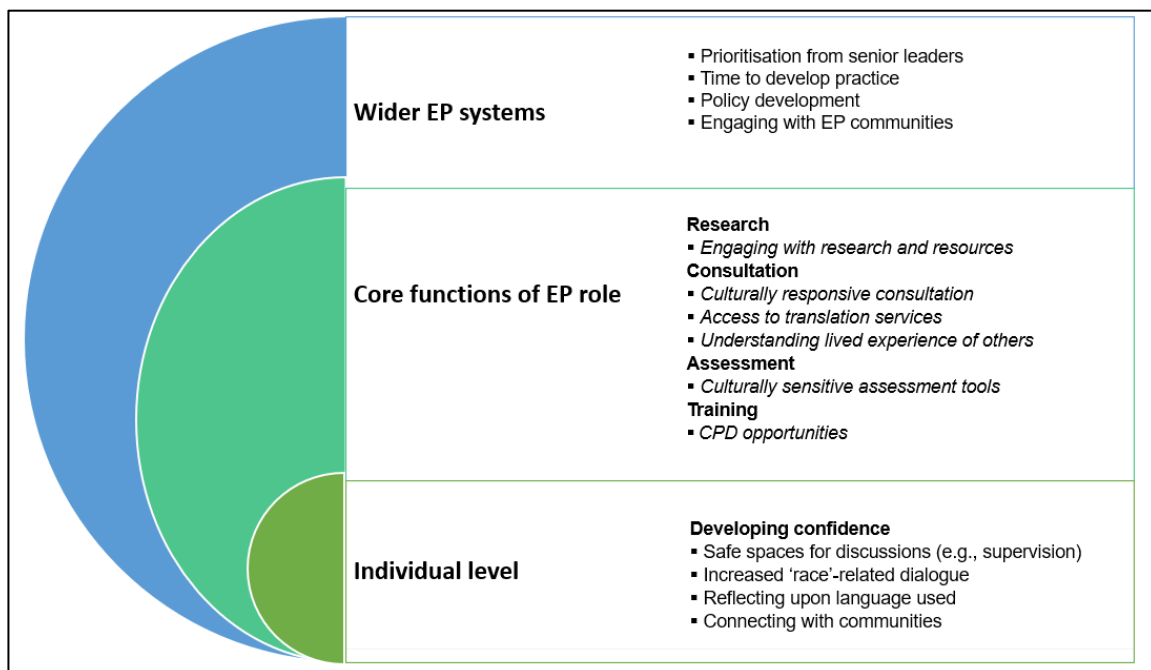 Wider EP systems
▪ Prioritisation from senior leaders
▪ Time to develop practice
▪ Policy development
▪ Engaging with EP communities
Core functions of EP role
Research
▪ Engaging with research and resources
Consultation
▪ Culturally responsive consultation
▪ Access to translation services
▪ Understanding lived experience of others
Assessment
▪ Culturally sensitive assessment tools
Training
▪ CPD opportunities
Individual level
Developing confidence
▪ Safe spaces for discussions (e.g., supervision)
▪ Increased ‘race’-related dialogue
▪ Reflecting upon language used
▪ Connecting with communities